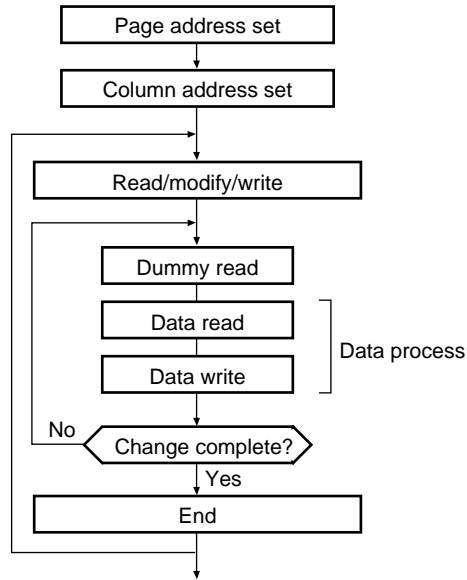 Page address set
Column address set
Read/modify/write
Dummy read
Data read
Data process
Data write
No
Change complete?
Yes
End